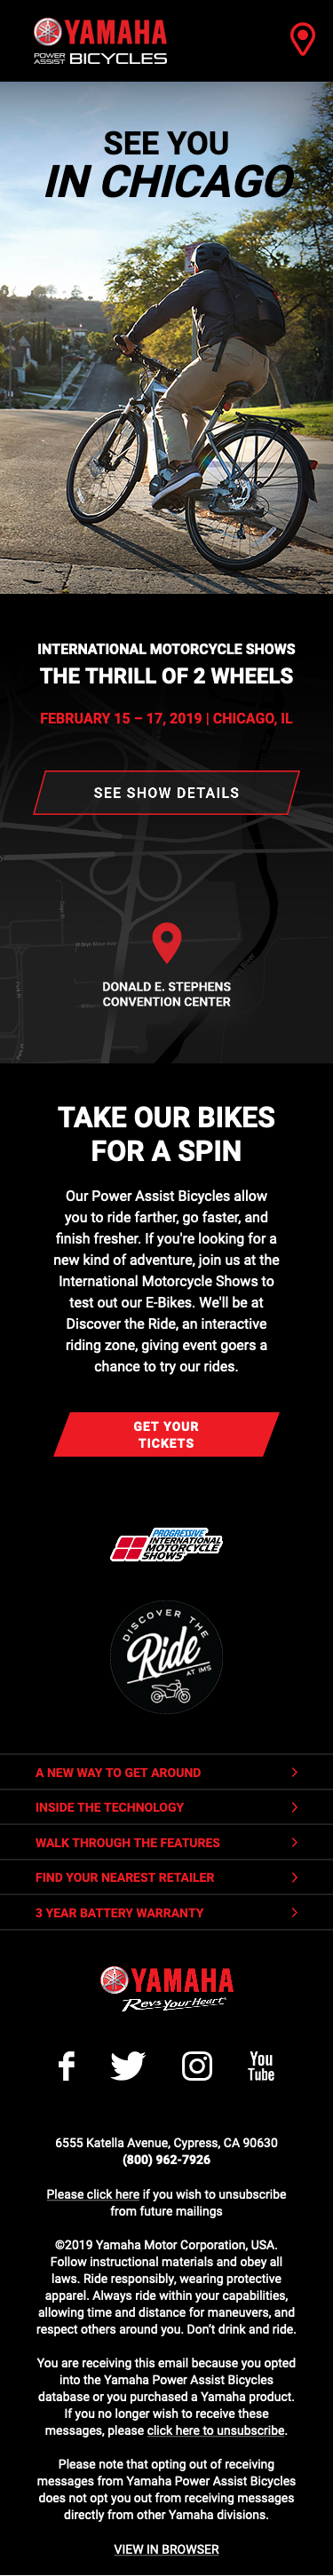 YAMAHA
POWER ASSIST BICYCLES
SEE YOU
IN CHICAGO
INTERNATIONAL MOTORCYCLE SHOWS
THE THRILL OF 2 WHEELS
FEBRUARY 15 – 17, 2019 | CHICAGO, IL
SEE SHOW DETAILS
W Bryn Mawr Ave
DONALD E. STEPHENS
CONVENTION CENTER
TAKE OUR BIKES
FOR A SPIN
Our Power Assist Bicycles allow
you to ride farther, go faster, and
finish fresher. If you're looking for a
new kind of adventure, join us at the
International Motorcycle Shows to
test out our E-Bikes. We'll be at
Discover the Ride, an interactive
riding zone, giving event goers a
chance to try our rides.
GET YOUR
TICKETS
PROGRESSIVE
INTERNATIONAL
MOTORCYCLE
SHOWS
DISCOVER THE
Ride
AT IMS
A NEW WAY TO GET AROUND
INSIDE THE TECHNOLOGY
WALK THROUGH THE FEATURES
FIND YOUR NEAREST RETAILER
3 YEAR BATTERY WARRANTY
YAMAHA
Revs Your Heart
You
Tube
6555 Katella Avenue, Cypress, CA 90630
(800) 962-7926
Please click here if you wish to unsubscribe
from future mailings
©2019 Yamaha Motor Corporation, USA.
Follow instructional materials and obey all
laws. Ride responsibly, wearing protective
apparel. Always ride within your capabilities,
allowing time and distance for maneuvers, and
respect others around you. Don't drink and ride.
You are receiving this email because you opted
into the Yamaha Power Assist Bicycles
database or you purchased a Yamaha product.
If you no longer wish to receive these
messages, please click here to unsubscribe.
Please note that opting out of receiving
messages from Yamaha Power Assist Bicycles
does not opt you out from receiving messages
directly from other Yamaha divisions.
VIEW IN BROWSER